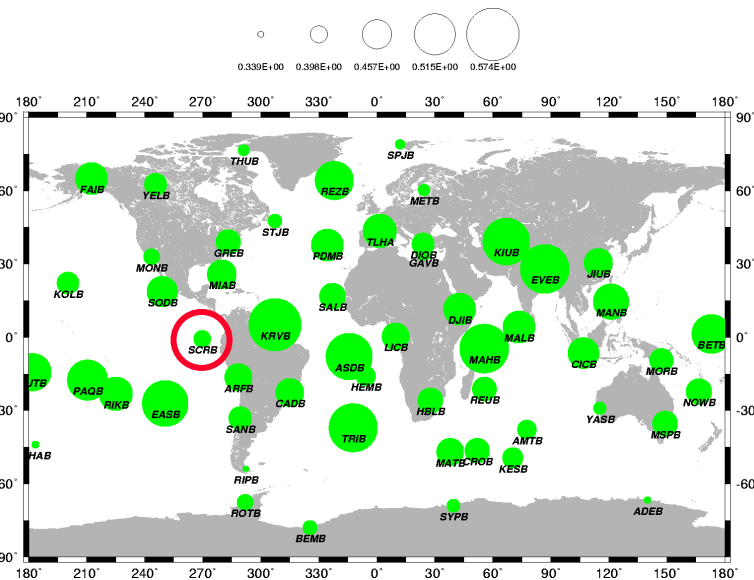 0.339E+00 0.398E+00 0.457E+00 0.515E+00 0.574E+00
180° 210° 240° 270° 300° 330° 0° 30° 60° 90° 120° 150° 180°
90° 90°
SPJB
THUB
60° FAIB YELB REZB METB 60°
STJB
GREB PDMB TLHA DIOB KIUB
MONB GAVB
30° KOLB SODB MIAB EVEB JIUB 30°
SALB DJIB MANB
0° SCRB KRVB LICB MALB BETB 0°
ASDB MAHB CICB MORB
JTB PAQB RIKB EASB ARFB CADB HEMB HBLB REUB NOWB
-30° SANB YASB -30°
HAB TRIB AMTB MSPB
MATB CROB KESB
RIPB
-60° -60°
ROTB SYPB ADEB
BEMB
-90° -90°
180° 210° 240° 270° 300° 330° 0° 30° 60° 90° 120° 150° 180°